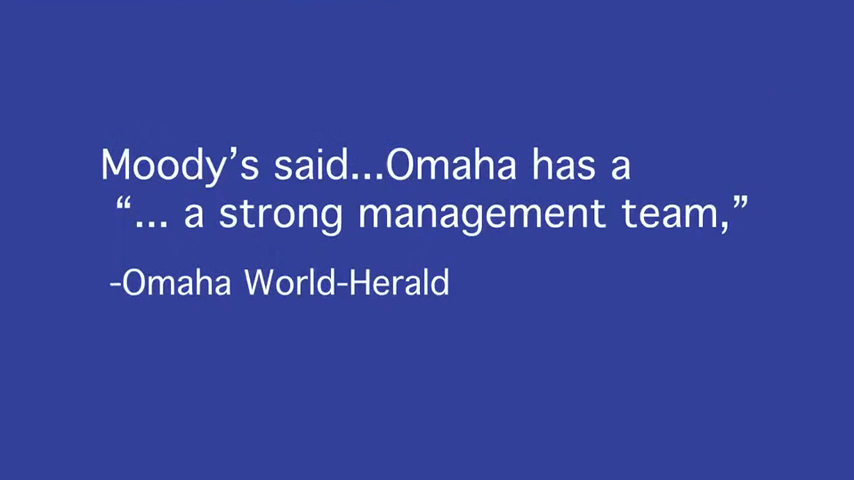 Moody’s said...Omaha has a
“... a strong management team,”
-Omaha World-Herald